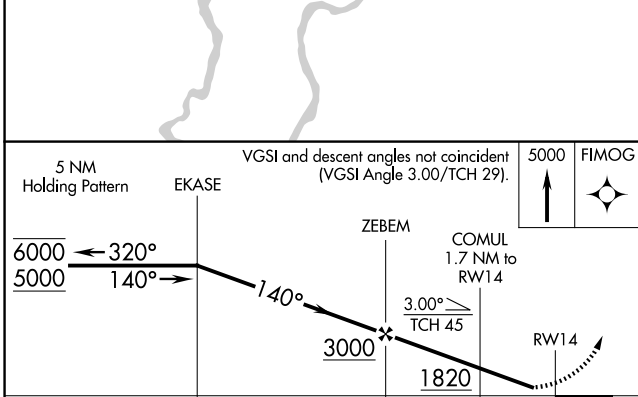 5 NM
Holding Pattern
EKASE
VGSI and descent angles not coincident
(VGSI Angle 3.00/TCH 29).
5000
FIMOG
ZEBEM
COMUL
1.7 NM to
RW14
6000
320°
5000
140°
140°
3.00°
TCH 45
3000
1820
RW14